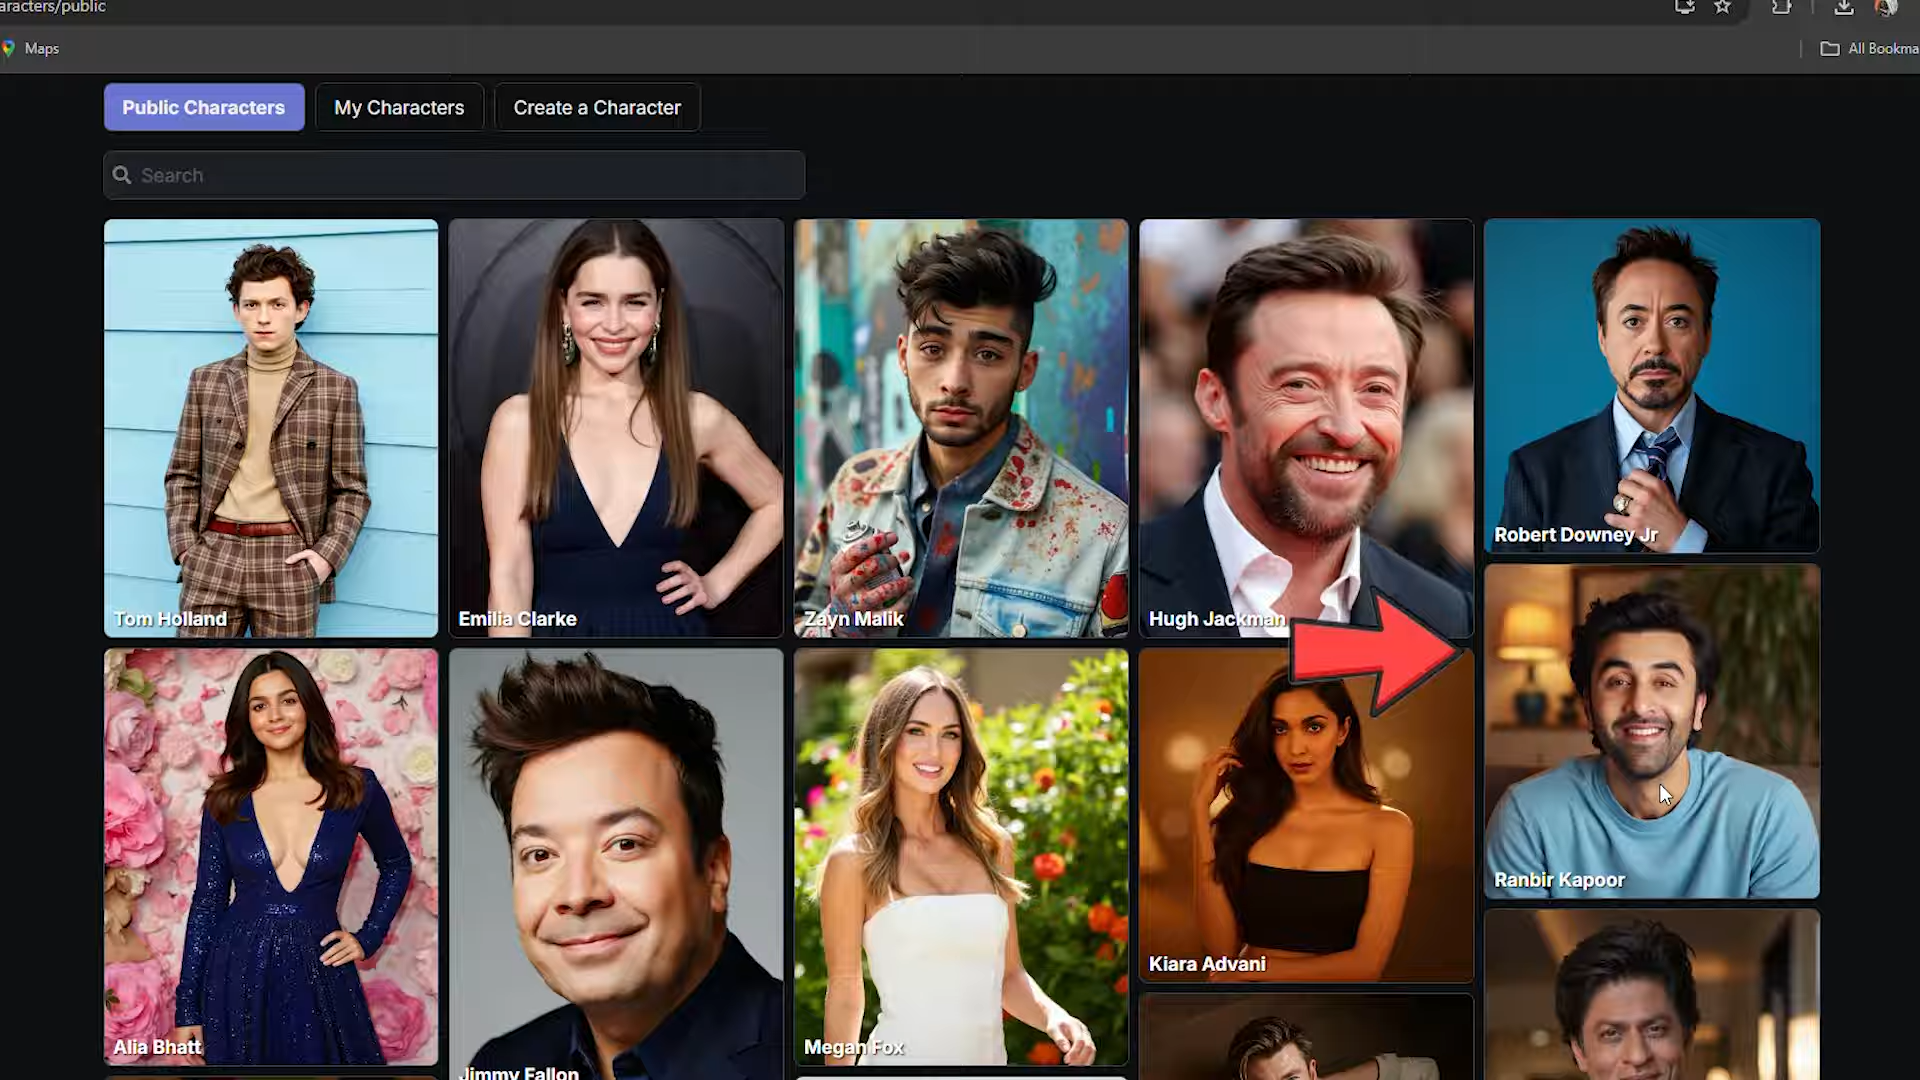 aracters/public
Maps
All Bookma
Public Characters
My Characters
Create a Character
Search
Tom Holland
Emilia Clarke
Zayn Malik
Hugh Jackman
Robert Downey Jr
Ranbir Kapoor
Kiara Advani
Alia Bhatt
Megan Fox
Jimmy Fallon